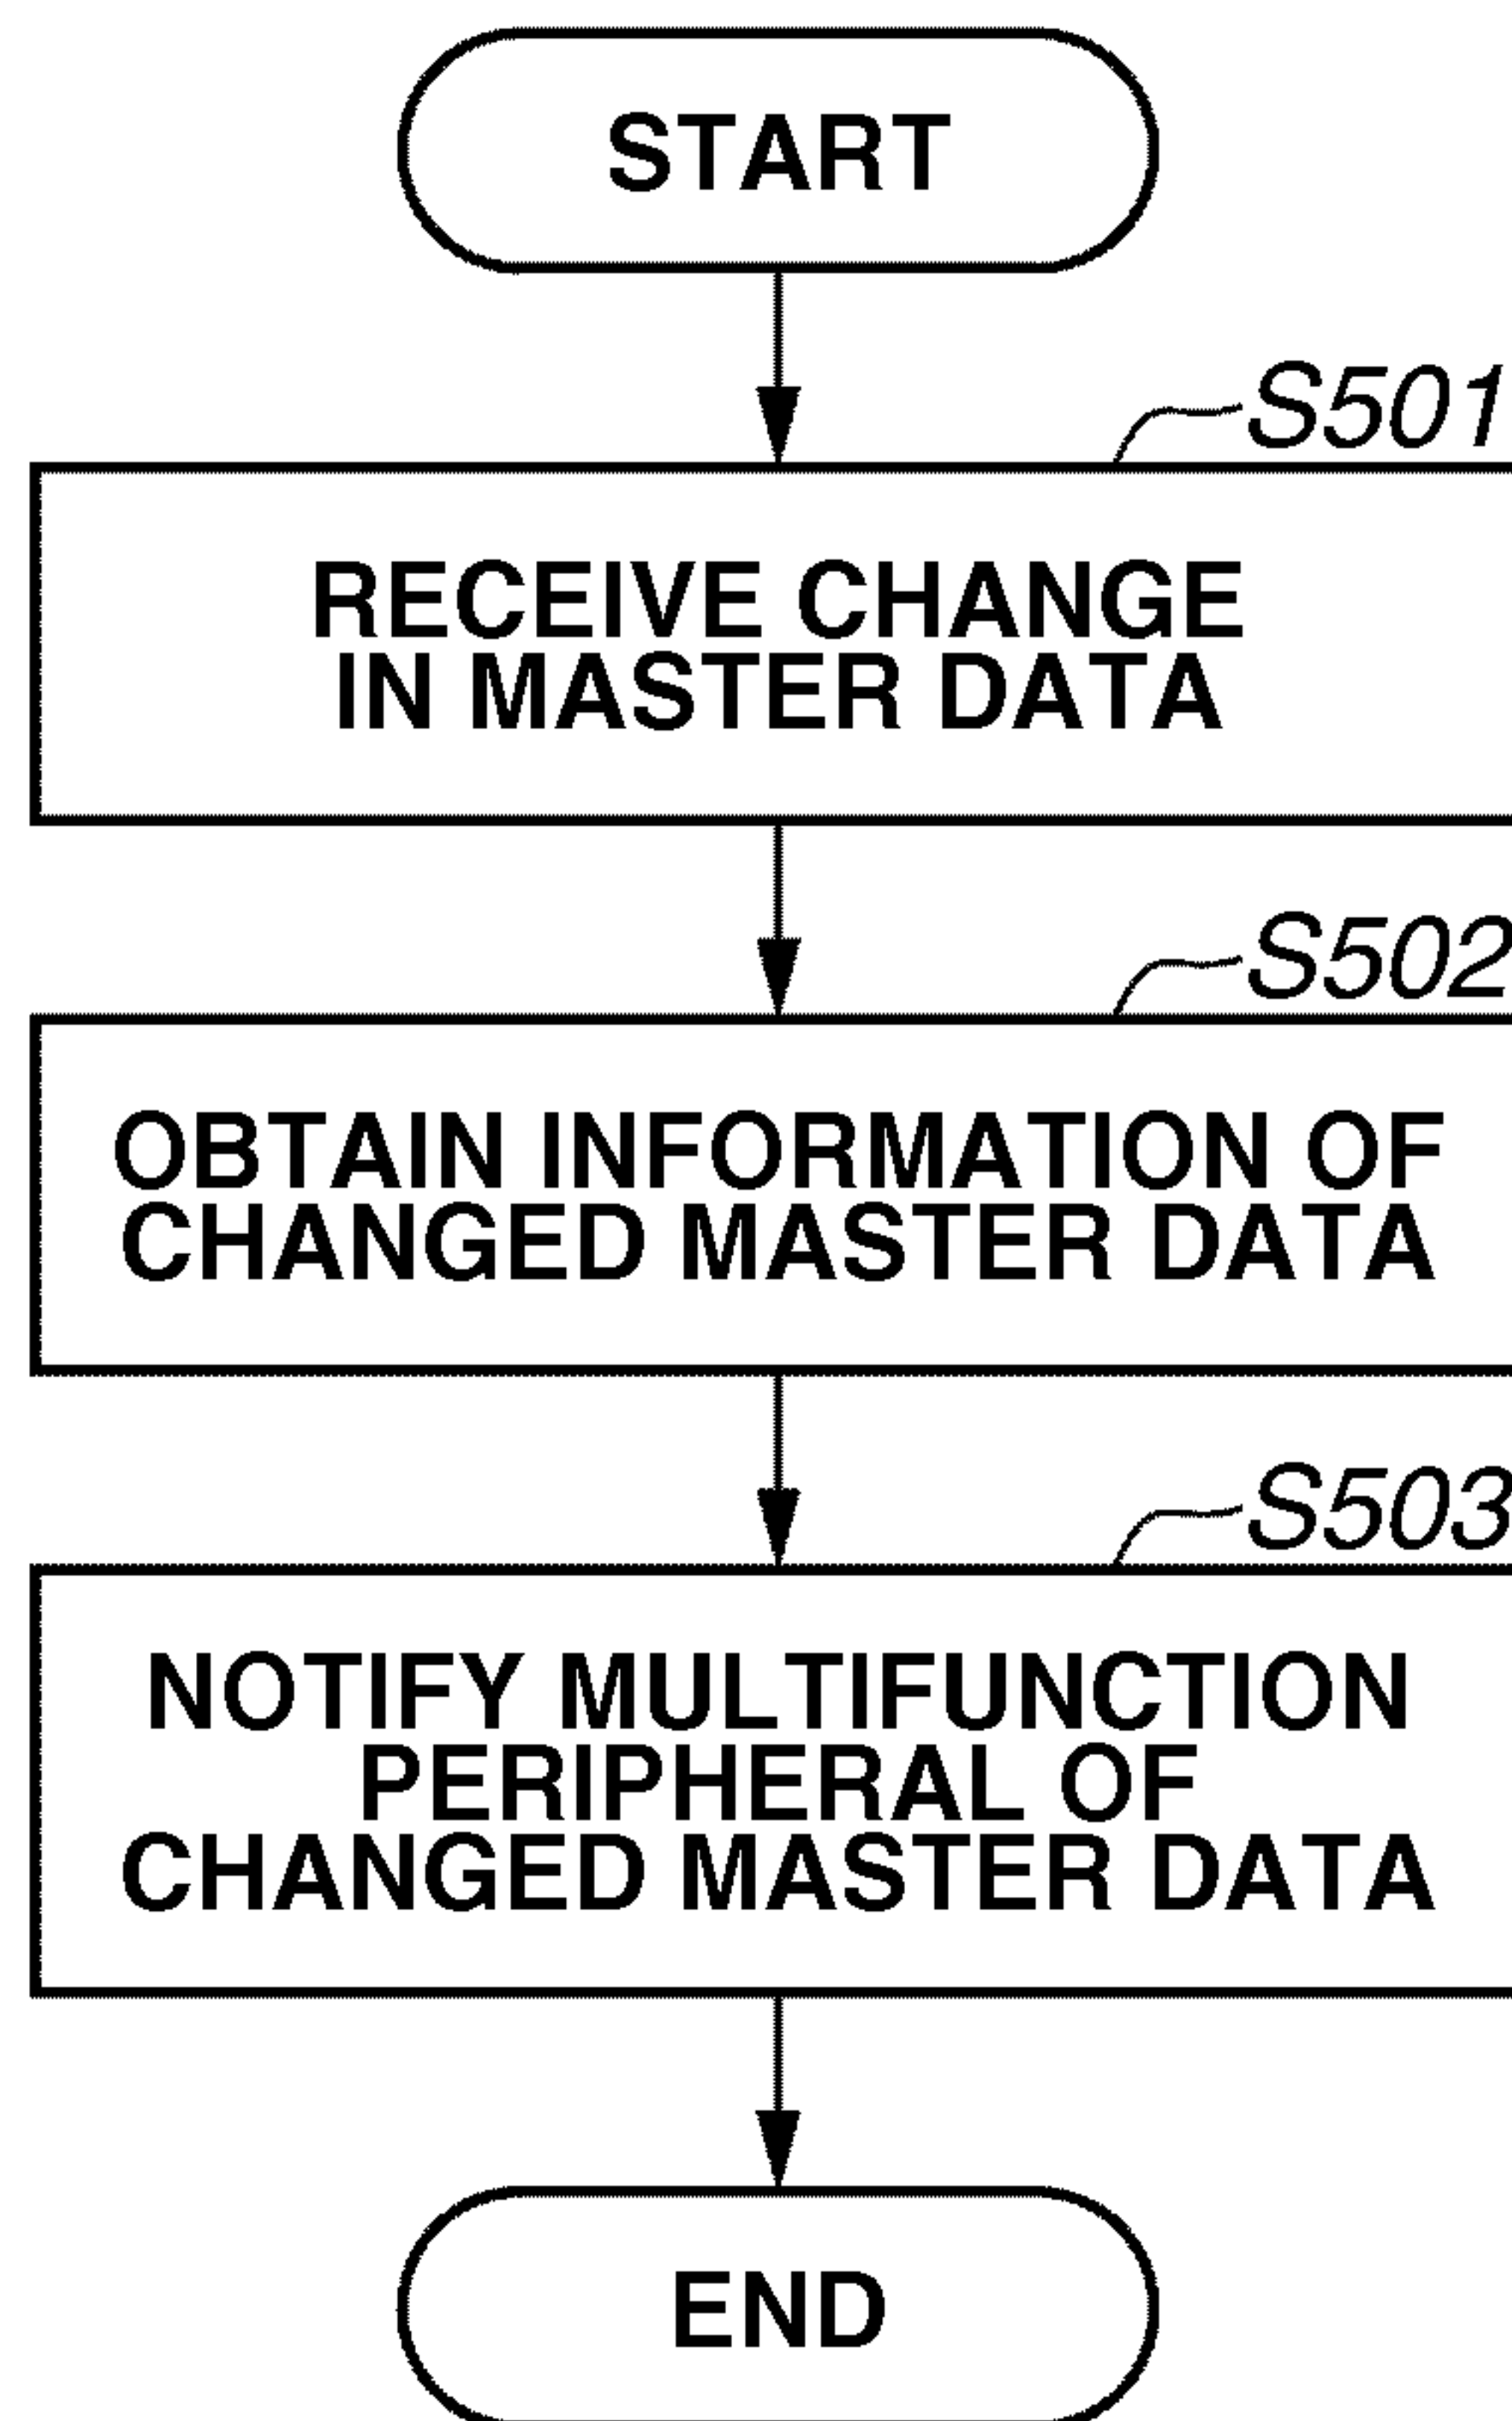 START
S501
RECEIVE CHANGE
IN MASTER DATA
S502
OBTAIN INFORMATION OF
CHANGED MASTER DATA
S503
NOTIFY MULTIFUNCTION
PERIPHERAL OF
CHANGED MASTER DATA
END